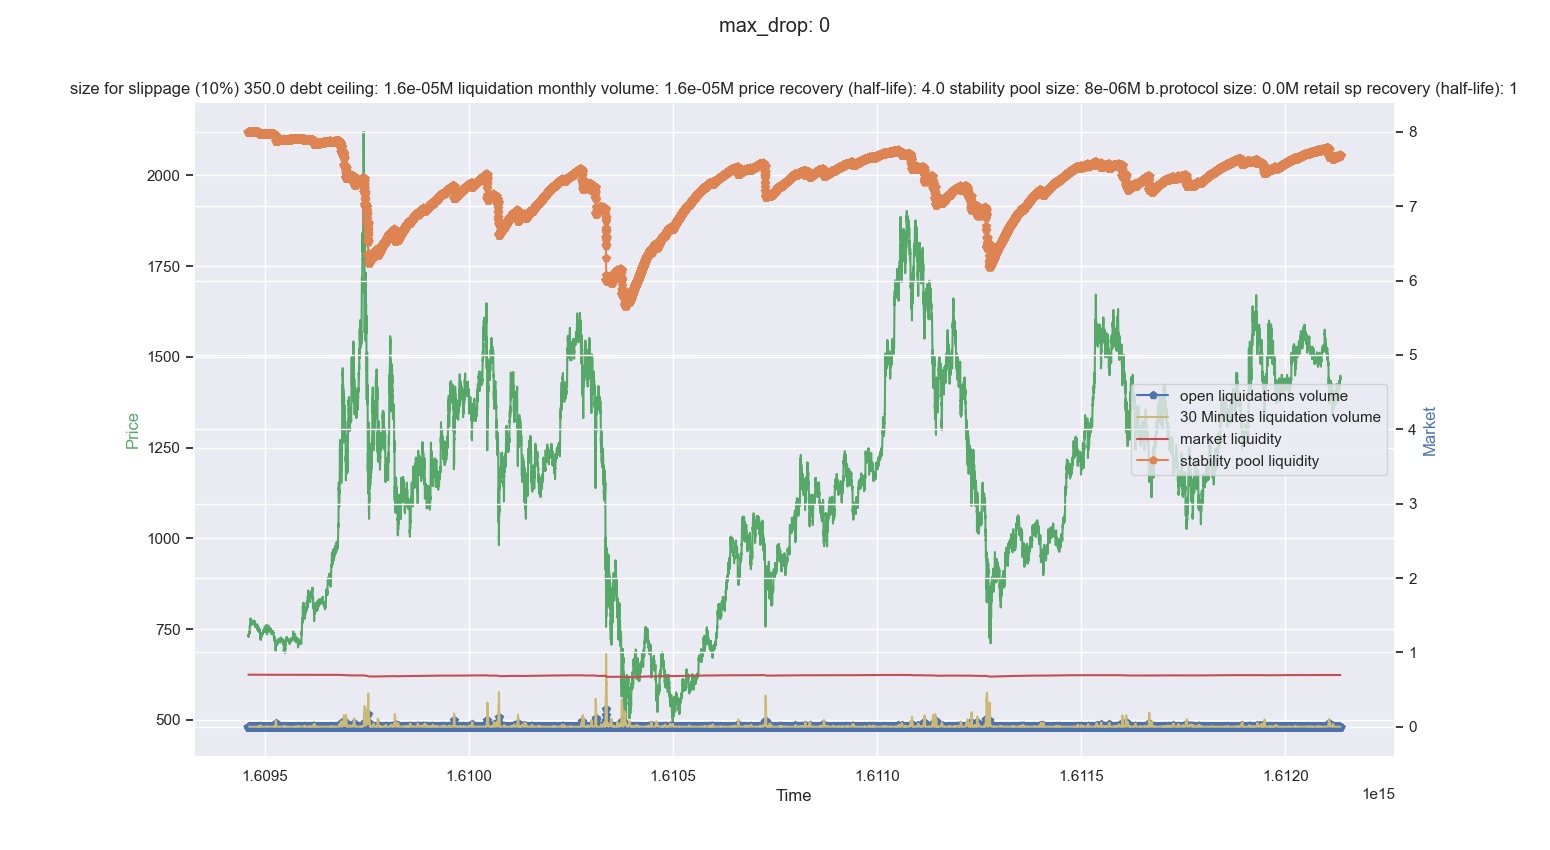 max_drop: 0
size for slippage (10%) 350.0 debt ceiling: 1.6e-05M liquidation monthly volume: 1.6e-05M price recovery (half-life): 4.0 stability pool size: 8e-06M b.protocol size: 0.0M retail sp recovery (half-life): 1
2000
1750
1500
1250
1000
750
500
Price
8
7
6
5
4
3
2
1
0
Market
open liquidations volume
30 Minutes liquidation volume
market liquidity
stability pool liquidity
1.6095
1.6100
1.6105
1.6110
1.6115
1.6120
1e15
Time